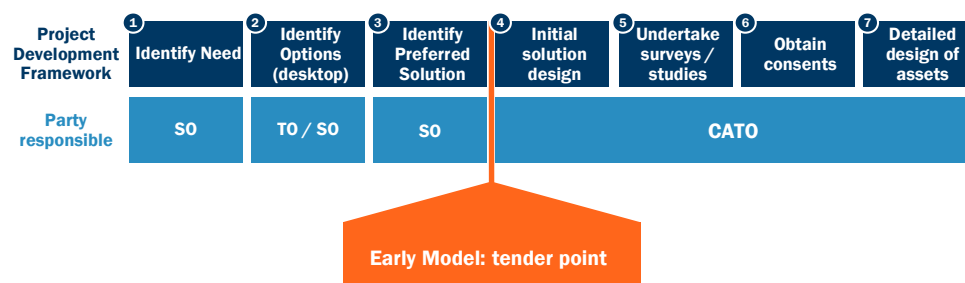 Project
Development
Framework
1
Identify Need
2
Identify
Options
(desktop)
3
Identify
Preferred
Solution
4
Initial
solution
design
5
Undertake
surveys /
studies
6
Obtain
consents
7
Detailed
design of
assets
Party
responsible
SO
TO / SO
SO
CATO
Early Model: tender point